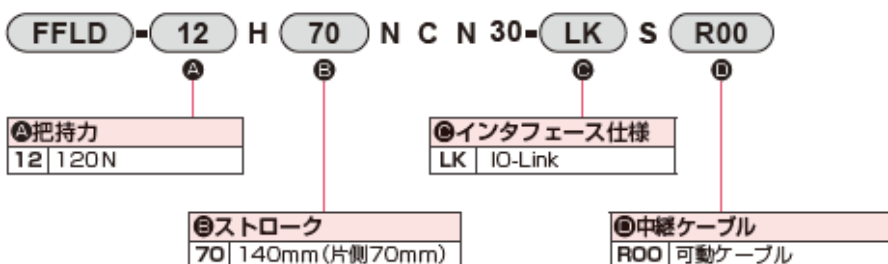 FFLD-12 H 70 N C N 30-LK S R00
Ⓐ Ⓑ Ⓒ Ⓓ
Ⓐ把持力
12 120N
Ⓒインタフェース仕様
LK IO-Link
Ⓑストローク
70 140mm(片側70mm)
Ⓓ中継ケーブル
R00 可動ケーブル